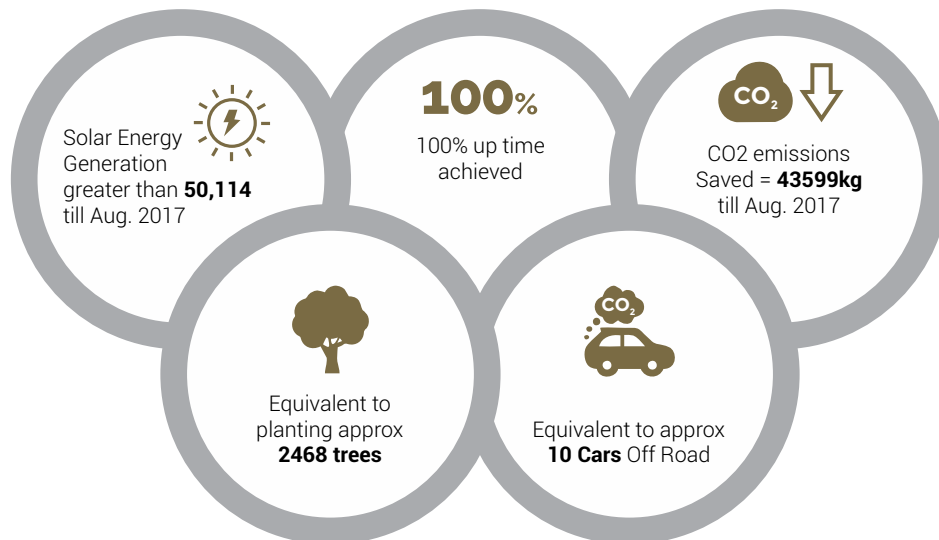 Solar Energy
Generation
greater than 50,114
till Aug. 2017
100%
100% up time
achieved
CO2
CO2 emissions
Saved = 43599kg
till Aug. 2017
Equivalent to
planting approx
2468 trees
CO2
Equivalent to approx
10 Cars Off Road